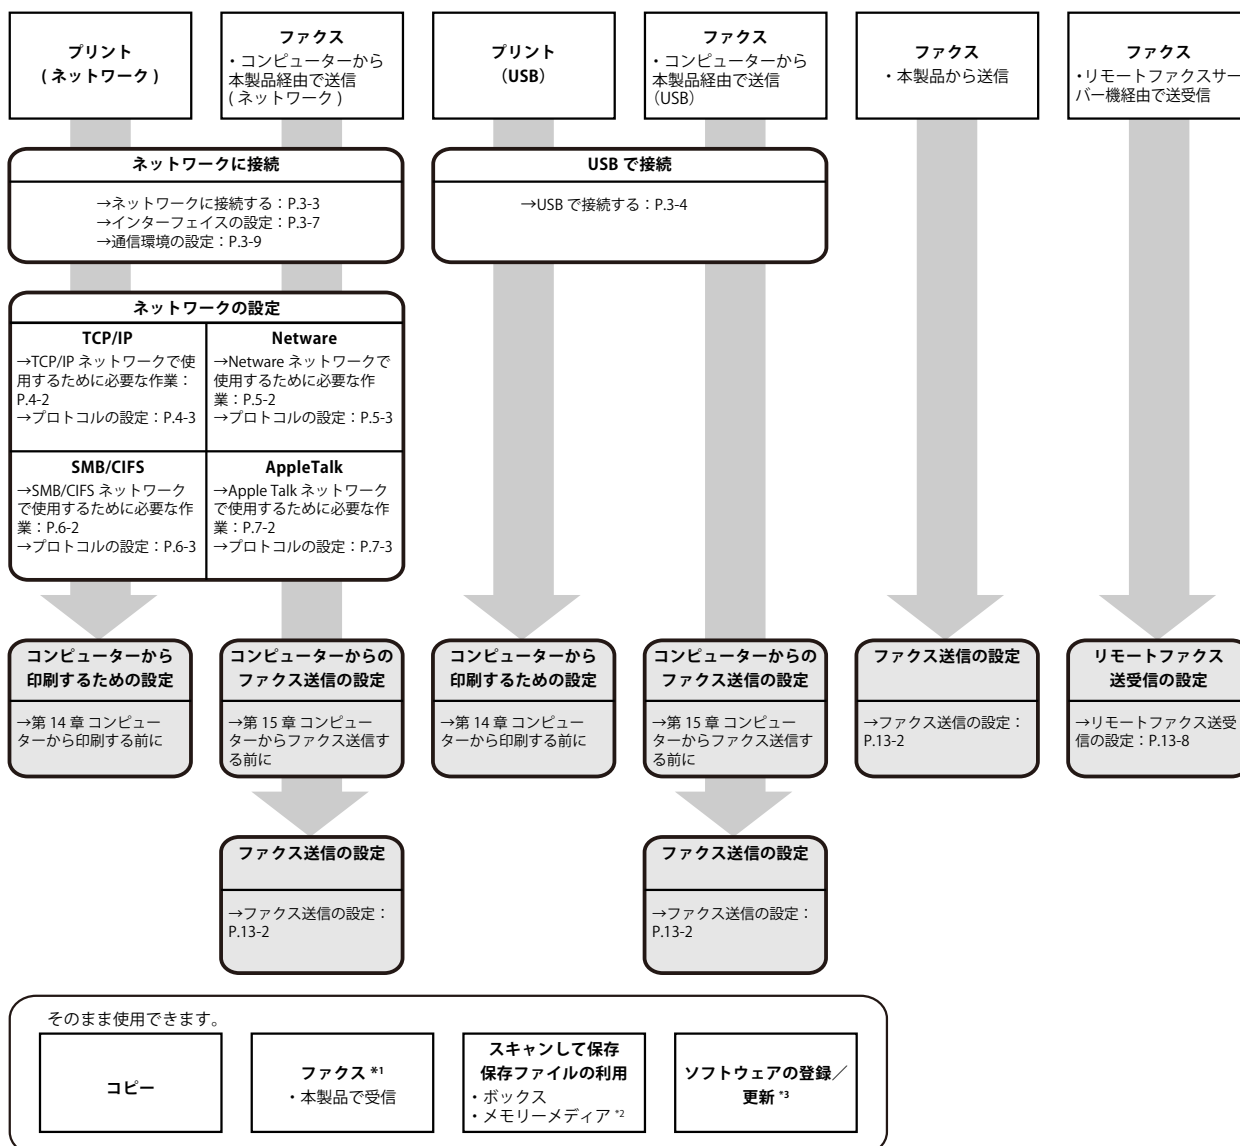 プリント
( ネットワーク )
ファクス
・コンピューターから
本製品経由で送信
( ネットワーク )
プリント
（USB）
ファクス
・コンピューターから
本製品経由で送信
（USB）
ファクス
・本製品から送信
ファクス
・リモートファクスサー
バー機経由で送受信
ネットワークに接続
→ネットワークに接続する：P.3-3
→インターフェイスの設定：P.3-7
→通信環境の設定：P.3-9
USB で接続
→USB で接続する：P.3-4
ネットワークの設定
TCP/IP
→TCP/IP ネットワークで使
用するために必要な作業：
P.4-2
→プロトコルの設定：P.4-3
Netware
→Netware ネットワークで
使用するために必要な作
業：P.5-2
→プロトコルの設定：P.5-3
SMB/CIFS
→SMB/CIFS ネットワーク
で使用するために必要な作
業：P.6-2
→プロトコルの設定：P.6-3
AppleTalk
→Apple Talk ネットワーク
で使用するために必要な作
業：P.7-2
→プロトコルの設定：P.7-3
コンピューターから
印刷するための設定
→第 14 章 コンピュー
ターから印刷する前に
コンピューターからの
ファクス送信の設定
→第 15 章 コンピュー
ターからファクス送信す
る前に
コンピューターから
印刷するための設定
→第 14 章 コンピュー
ターから印刷する前に
コンピューターからの
ファクス送信の設定
→第 15 章 コンピュー
ターからファクス送信す
る前に
ファクス送信の設定
→ファクス送信の設定：
P.13-2
リモートファクス
送受信の設定
→リモートファクス送受
信の設定：P.13-8
ファクス送信の設定
→ファクス送信の設定：
P.13-2
ファクス送信の設定
→ファクス送信の設定：
P.13-2
そのまま使用できます。
コピー
ファクス *1
・本製品で受信
スキャンして保存
保存ファイルの利用
・ボックス
・メモリーメディア *2
ソフトウェアの登録／
更新 *3